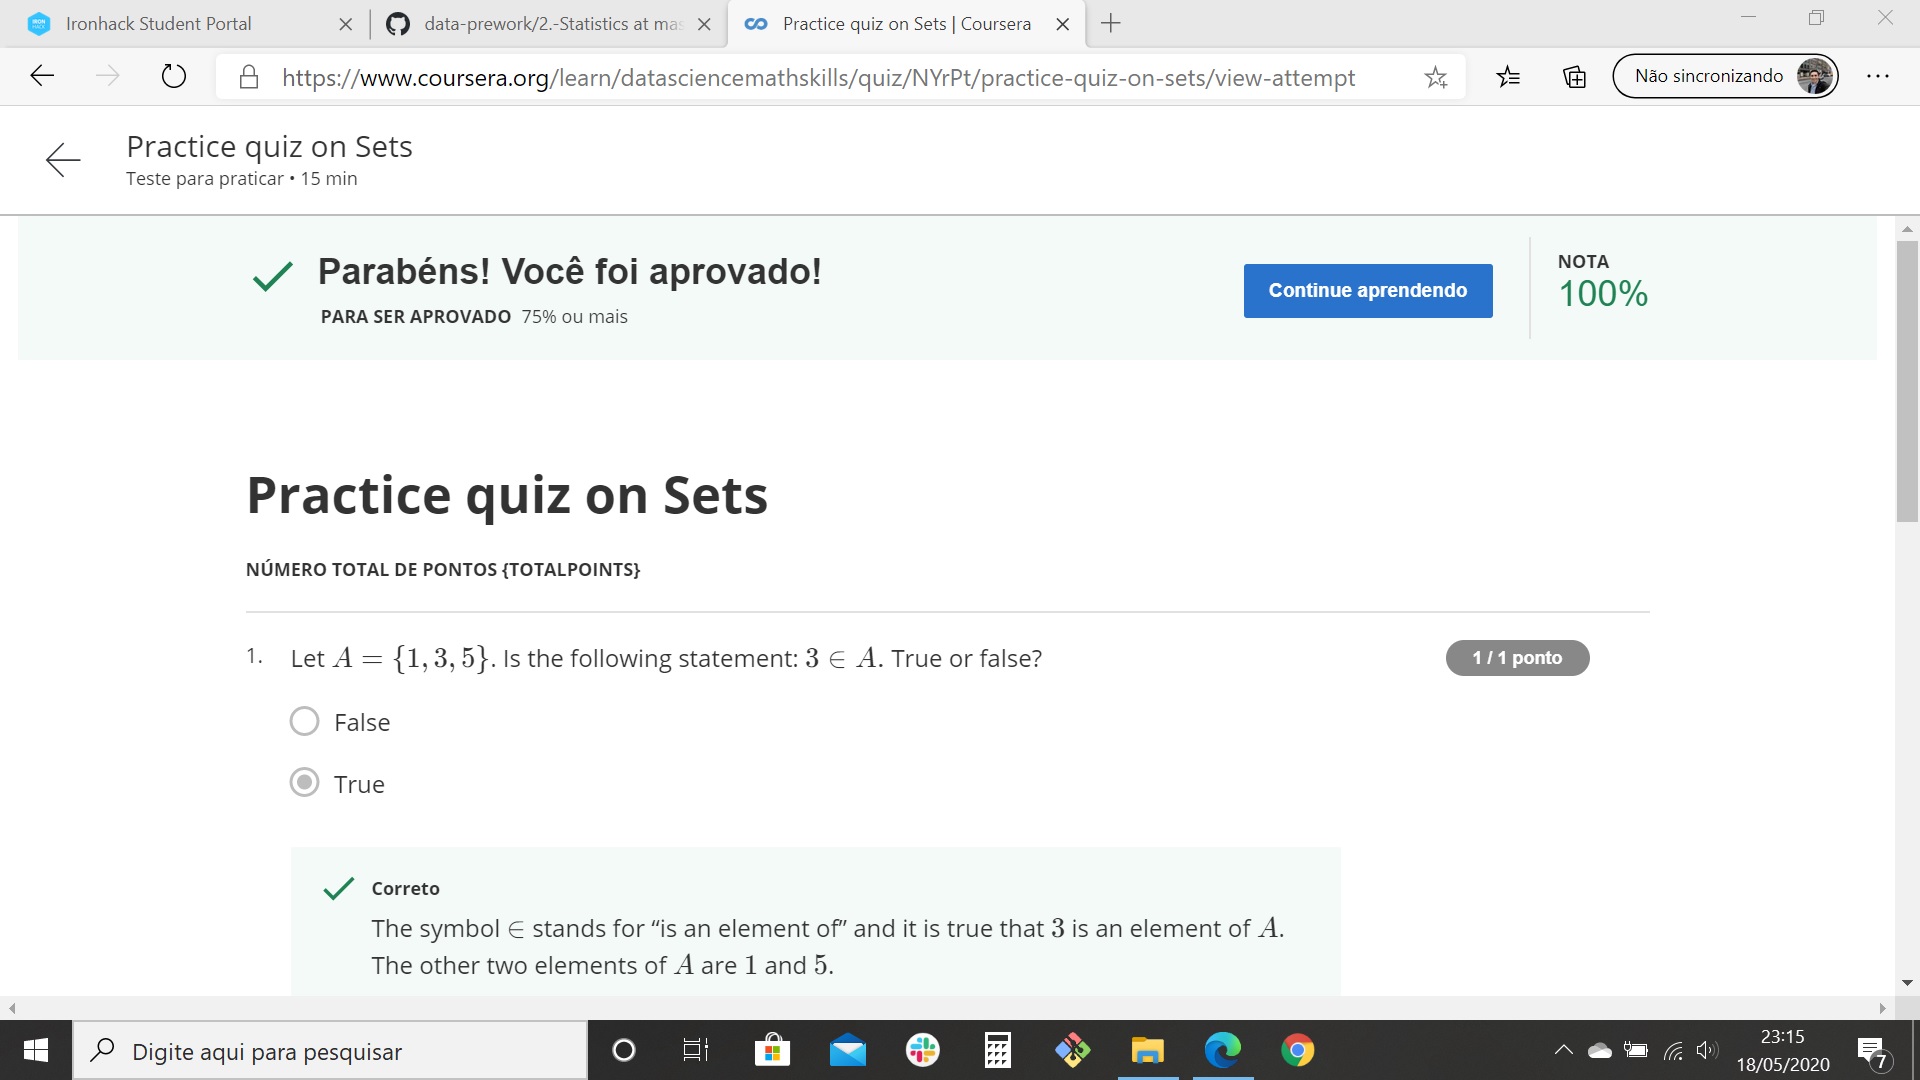 Ironhack Student Portal
data-prework/2.-Statistics at mas
Practice quiz on Sets | Coursera
https://www.coursera.org/learn/datasciencemathskills/quiz/NYrPt/practice-quiz-on-sets/view-attempt
Não sincronizando
Practice quiz on Sets
Teste para praticar • 15 min
Parabéns! Você foi aprovado!
PARA SER APROVADO 75% ou mais
Continue aprendendo
NOTA
100%
Practice quiz on Sets
NÚMERO TOTAL DE PONTOS {TOTALPOINTS}
1. Let A = {1, 3, 5}. Is the following statement: 3 ∈ A. True or false?
1 / 1 ponto
False
True
Correto
The symbol ∈ stands for “is an element of” and it is true that 3 is an element of A.
The other two elements of A are 1 and 5.
Digite aqui para pesquisar
23:15
18/05/2020
7